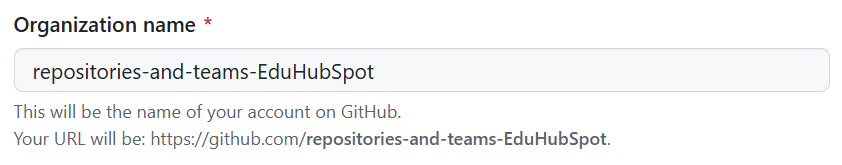 Organization name *
repositories-and-teams-EduHubSpot
This will be the name of your account on GitHub.
Your URL will be: https://github.com/repositories-and-teams-EduHubSpot.